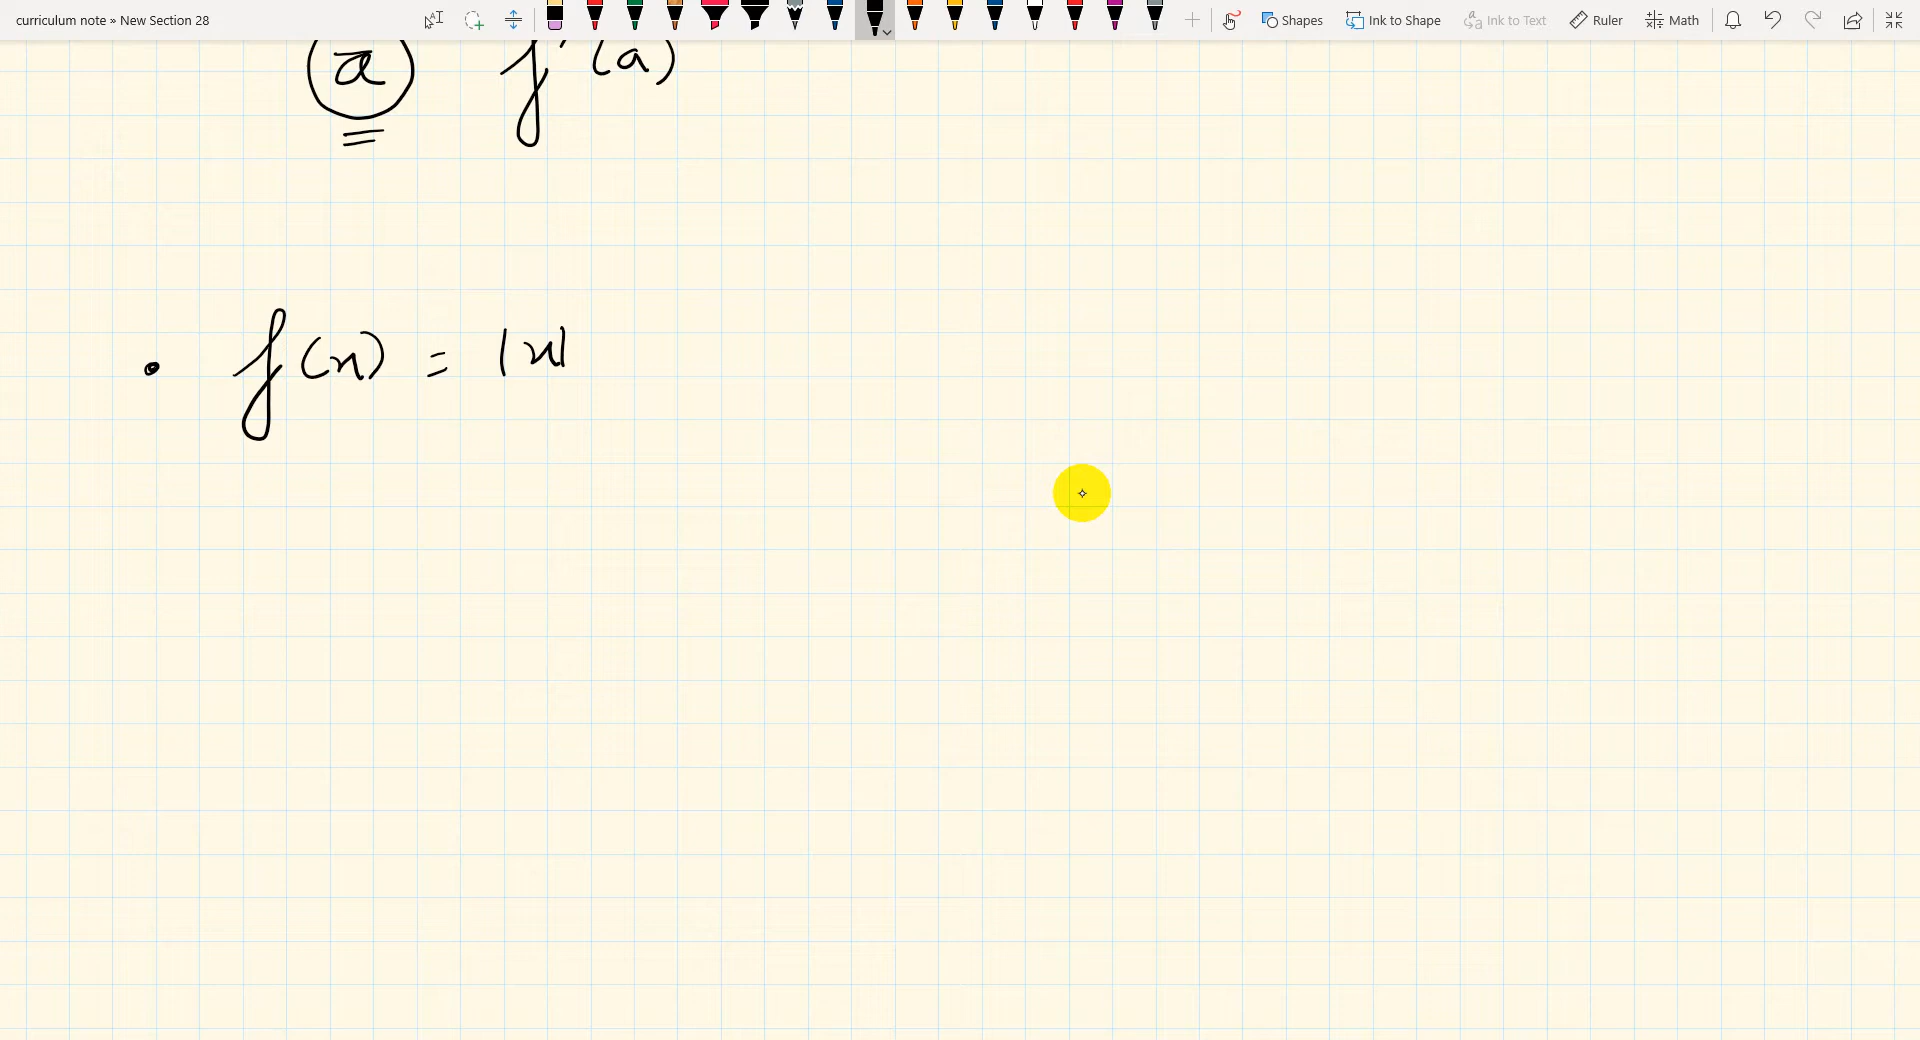 curriculum note » New Section 28 Shapes Ink to Shape Ink to Text Ruler Math
a f'(a)
• f(x) = |x|